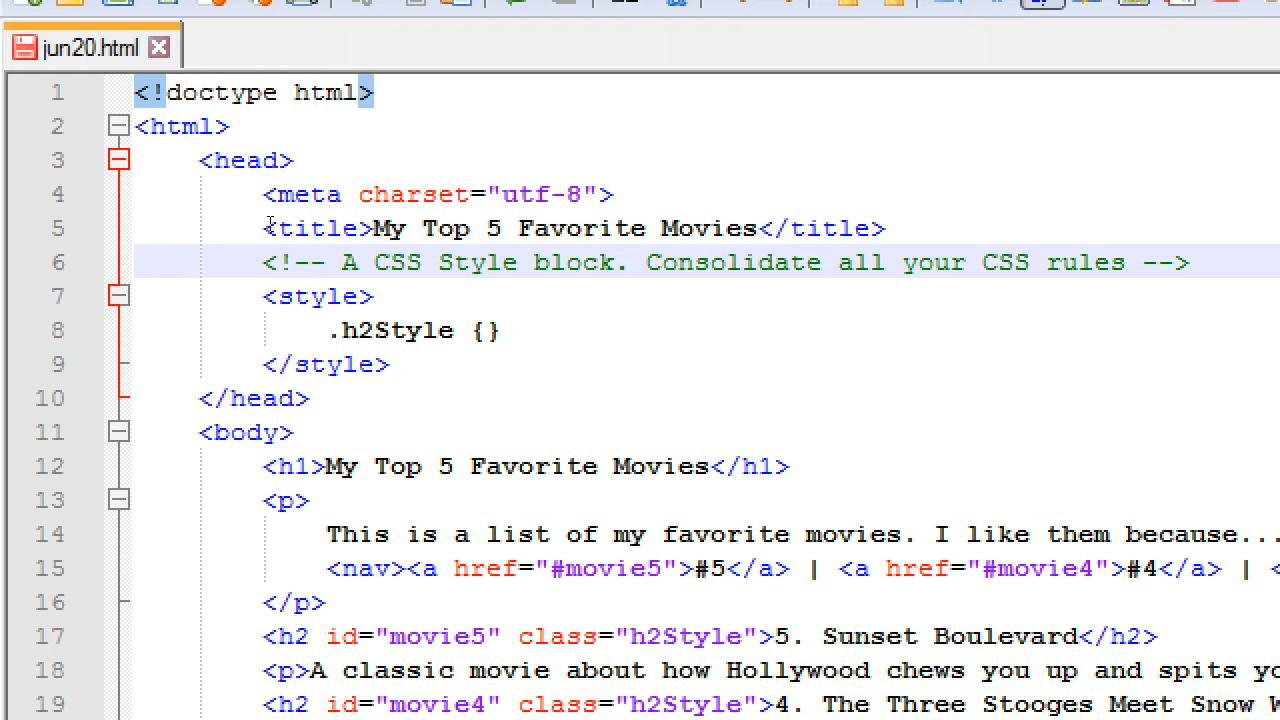 jun20.html
1 <!doctype html>
2 <html>
3 <head>
4 <meta charset="utf-8">
5 <title>My Top 5 Favorite Movies</title>
6 <!-- A CSS Style block. Consolidate all your CSS rules -->
7 <style>
8 .h2Style {}
9 </style>
10 </head>
11 <body>
12 <h1>My Top 5 Favorite Movies</h1>
13 <p>
14 This is a list of my favorite movies. I like them because...
15 <nav><a href="#movie5">#5</a> | <a href="#movie4">#4</a> | <
16 </p>
17 <h2 id="movie5" class="h2Style">5. Sunset Boulevard</h2>
18 <p>A classic movie about how Hollywood chews you up and spits
19 <h2 id="movie4" class="h2Style">4. The Three Stooges Meet Snow